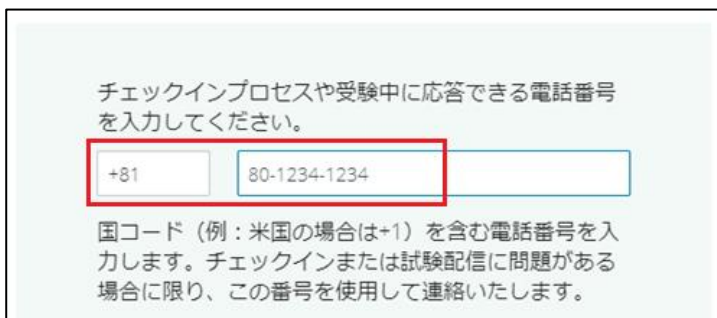 チェックインプロセスや受験中に応答できる電話番号
を入力してください。
+81 80-1234-1234
国コード（例：米国の場合は+1）を含む電話番号を入
力します。チェックインまたは試験配信に問題がある
場合に限り、この番号を使用して連絡いたします。